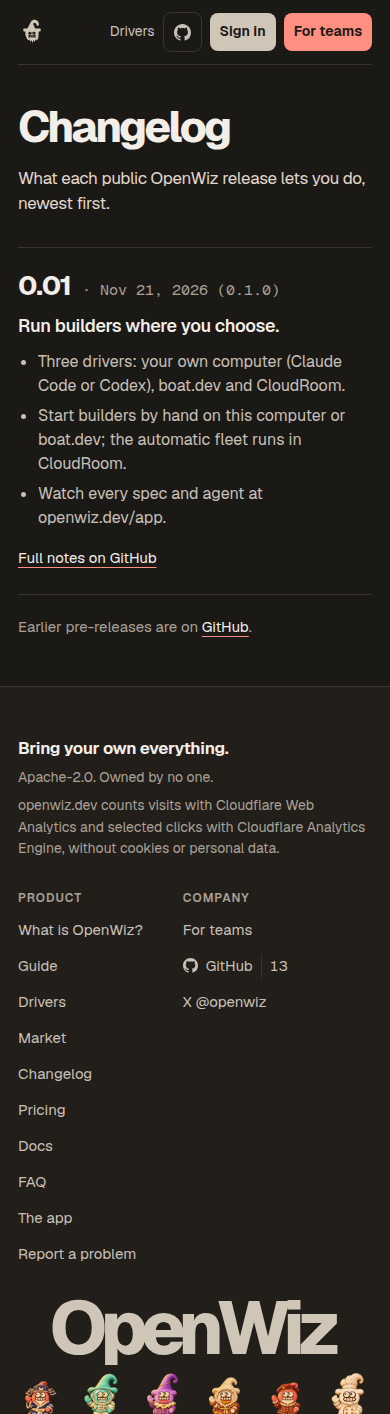 Drivers
Sign in
For teams
Changelog
What each public OpenWiz release lets you do,
newest first.
0.01 · Nov 21, 2026 (0.1.0)
Run builders where you choose.
• Three drivers: your own computer (Claude
Code or Codex), boat.dev and CloudRoom.
• Start builders by hand on this computer or
boat.dev; the automatic fleet runs in
CloudRoom.
• Watch every spec and agent at
openwiz.dev/app.
Full notes on GitHub
Earlier pre-releases are on GitHub.
Bring your own everything.
Apache-2.0. Owned by no one.
openwiz.dev counts visits with Cloudflare Web
Analytics and selected clicks with Cloudflare Analytics
Engine, without cookies or personal data.
PRODUCT
What is OpenWiz?
Guide
Drivers
Market
Changelog
Pricing
Docs
FAQ
The app
Report a problem
COMPANY
For teams
GitHub 13
X @openwiz
OpenWiz